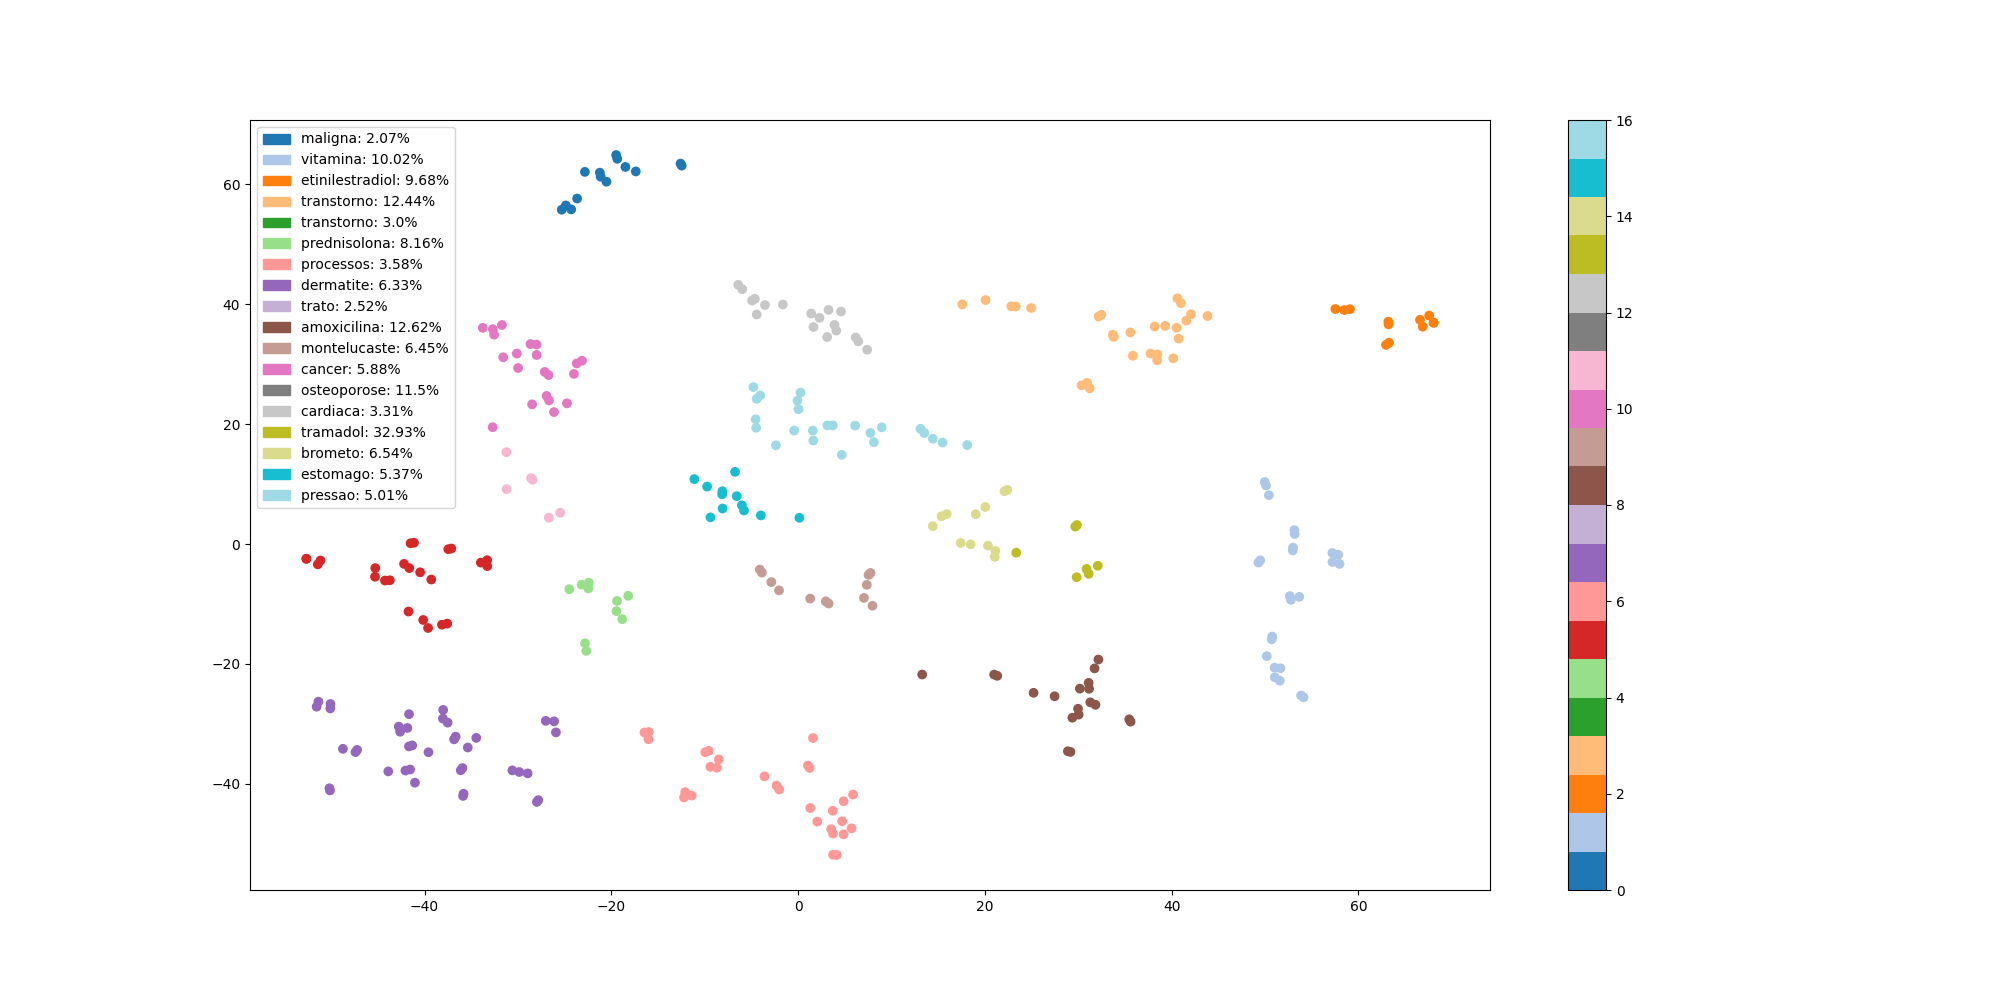 maligna: 2.07%
vitamina: 10.02%
etinilestradiol: 9.68%
transtorno: 12.44%
transtorno: 3.0%
prednisolona: 8.16%
processos: 3.58%
dermatite: 6.33%
trato: 2.52%
amoxicilina: 12.62%
montelucaste: 6.45%
cancer: 5.88%
osteoporose: 11.5%
cardiaca: 3.31%
tramadol: 32.93%
brometo: 6.54%
estomago: 5.37%
pressao: 5.01%
60
40
20
0
−20
−40
−40 −20 0 20 40 60
16
14
12
10
8
6
4
2
0